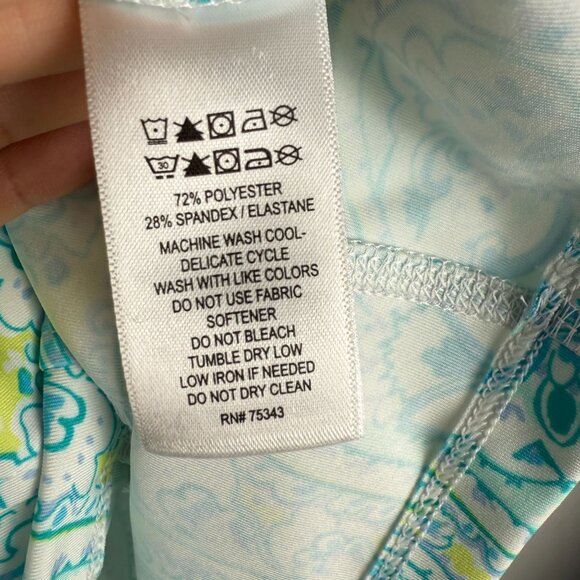 30
72% POLYESTER
28% SPANDEX / ELASTANE
MACHINE WASH COOL-
DELICATE CYCLE
WASH WITH LIKE COLORS
DO NOT USE FABRIC
SOFTENER
DO NOT BLEACH
TUMBLE DRY LOW
LOW IRON IF NEEDED
DO NOT DRY CLEAN
RN# 75343